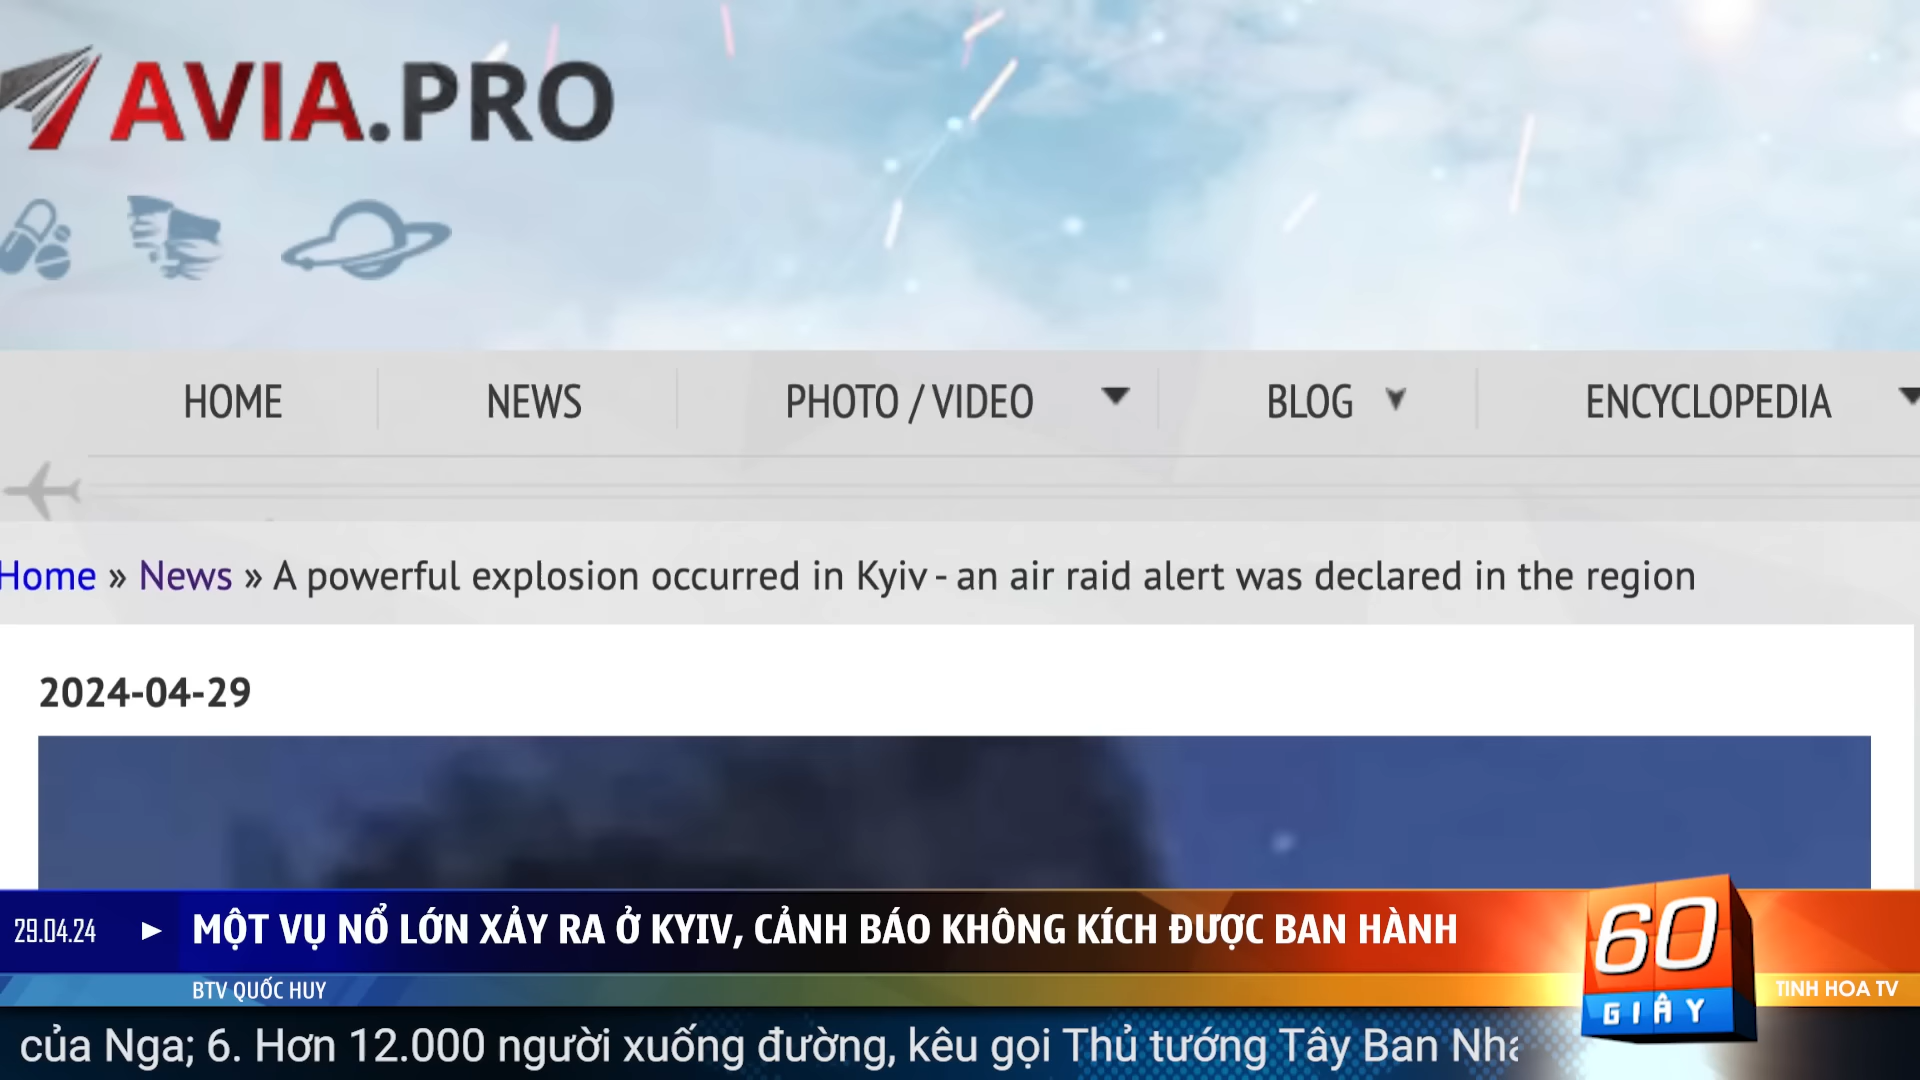 AVIA.PRO
HOME NEWS PHOTO / VIDEO BLOG ENCYCLOPEDIA
Home » News » A powerful explosion occurred in Kyiv - an air raid alert was declared in the region
2024-04-29
29.04.24 MỘT VỤ NỔ LỚN XẢY RA Ở KYIV, CẢNH BÁO KHÔNG KÍCH ĐƯỢC BAN HÀNH
60
GIÂY
BTV QUỐC HUY
TINH HOA TV
của Nga; 6. Hơn 12.000 người xuống đường, kêu gọi Thủ tướng Tây Ban